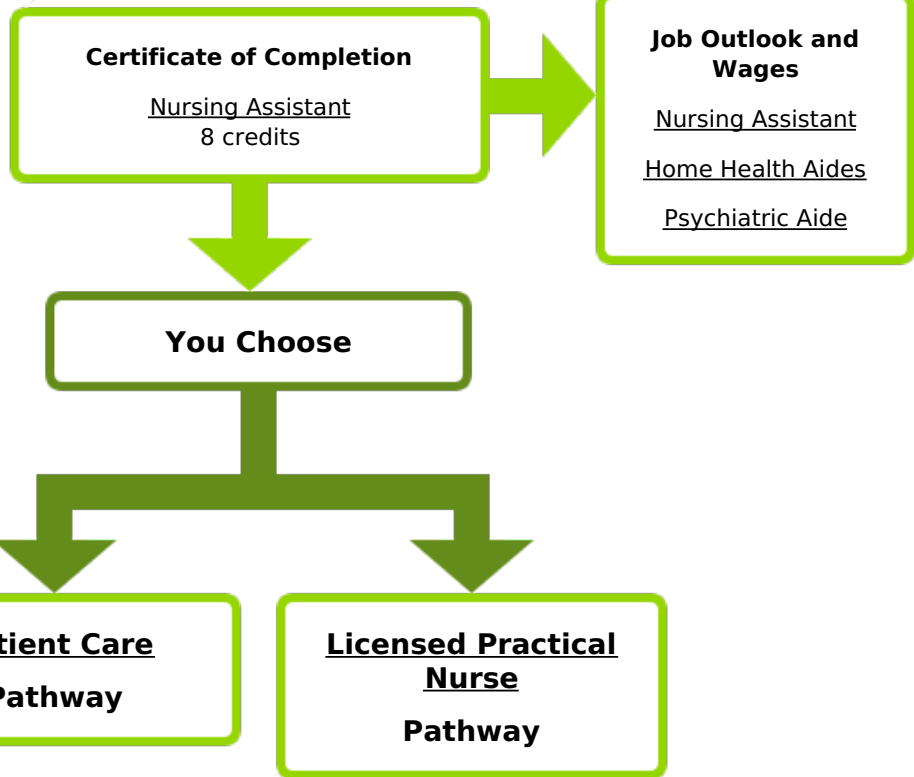 Certificate of Completion
Nursing Assistant
8 credits
Job Outlook and
Wages
Nursing Assistant
Home Health Aides
Psychiatric Aide
You Choose
Care
Pathway
Licensed Practical
Nurse
Pathway